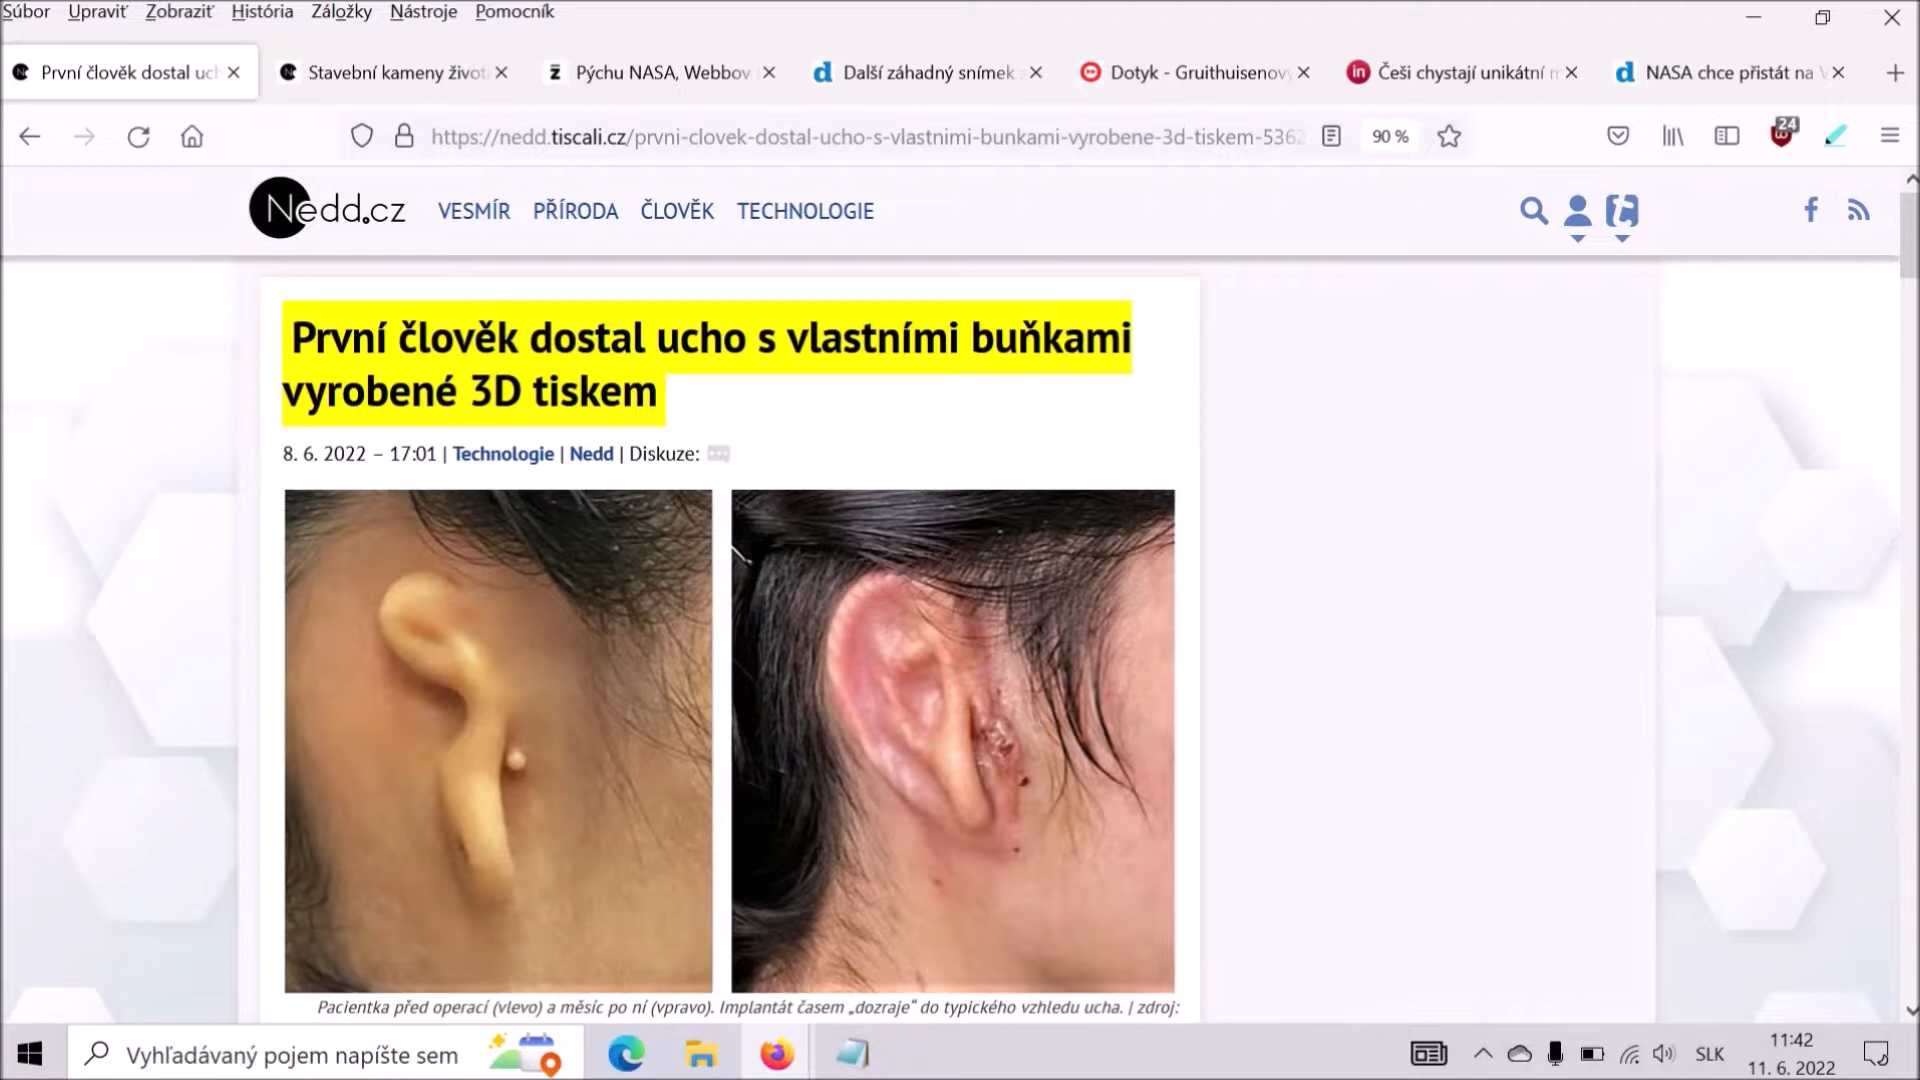 Súbor Upraviť Zobraziť História Záložky Nástroje Pomocník
První člověk dostal uch Stavební kameny život Pýchu NASA, Webbov Další záhadný snímek Dotyk - Gruithuisenov Češi chystají unikátní NASA chce přistát na
https://nedd.tiscali.cz/prvni-clovek-dostal-ucho-s-vlastnimi-bunkami-vyrobene-3d-tiskem-5362 90 % 24
Nedd.cz VESMÍR PŘÍRODA ČLOVĚK TECHNOLOGIE
První člověk dostal ucho s vlastními buňkami
vyrobené 3D tiskem
8. 6. 2022 – 17:01 | Technologie | Nedd | Diskuze:
Pacientka před operací (vlevo) a měsíc po ní (vpravo). Implantát časem „dozraje“ do typického vzhledu ucha. | zdroj:
Vyhľadávaný pojem napíšte sem
SLK
11:42
11. 6. 2022